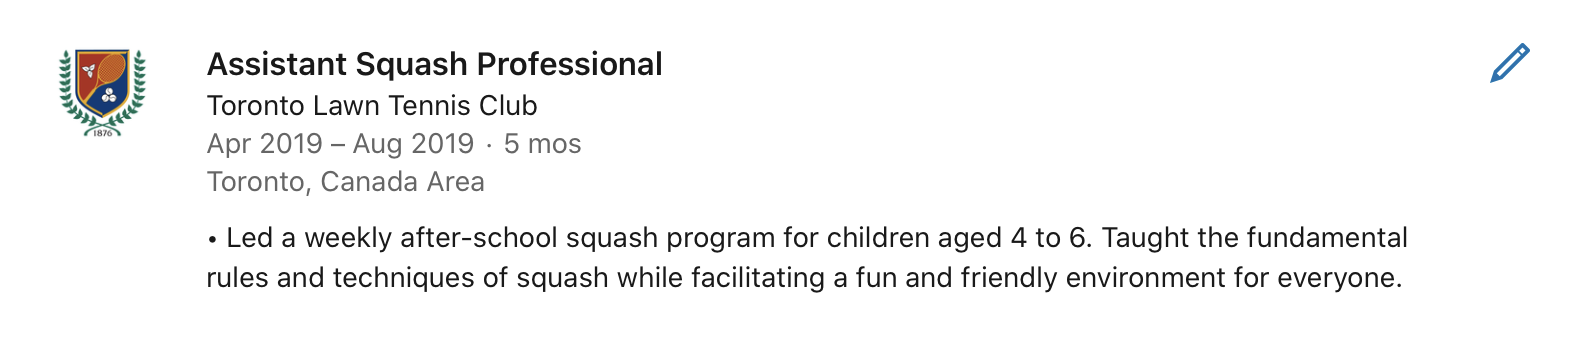 1876
Assistant Squash Professional
Toronto Lawn Tennis Club
Apr 2019 – Aug 2019 · 5 mos
Toronto, Canada Area
• Led a weekly after-school squash program for children aged 4 to 6. Taught the fundamental
rules and techniques of squash while facilitating a fun and friendly environment for everyone.